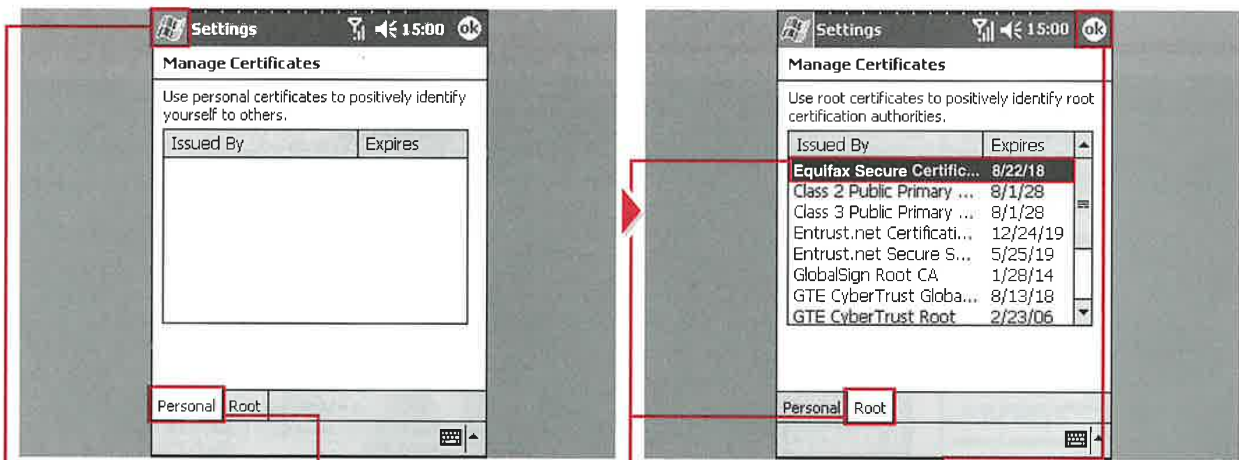 Settings 15:00 ok
Manage Certificates
Use personal certificates to positively identify
yourself to others.
Issued By Expires
Personal Root
Settings 15:00 ok
Manage Certificates
Use root certificates to positively identify root
certification authorities.
Issued By Expires
Equifax Secure Certific... 8/22/18
Class 2 Public Primary ... 8/1/28
Class 3 Public Primary ... 8/1/28
Entrust.net Certificati... 12/24/19
Entrust.net Secure S... 5/25/19
GlobalSign Root CA 1/28/14
GTE CyberTrust Globa... 8/13/18
GTE CyberTrust Root 2/23/06
Personal Root